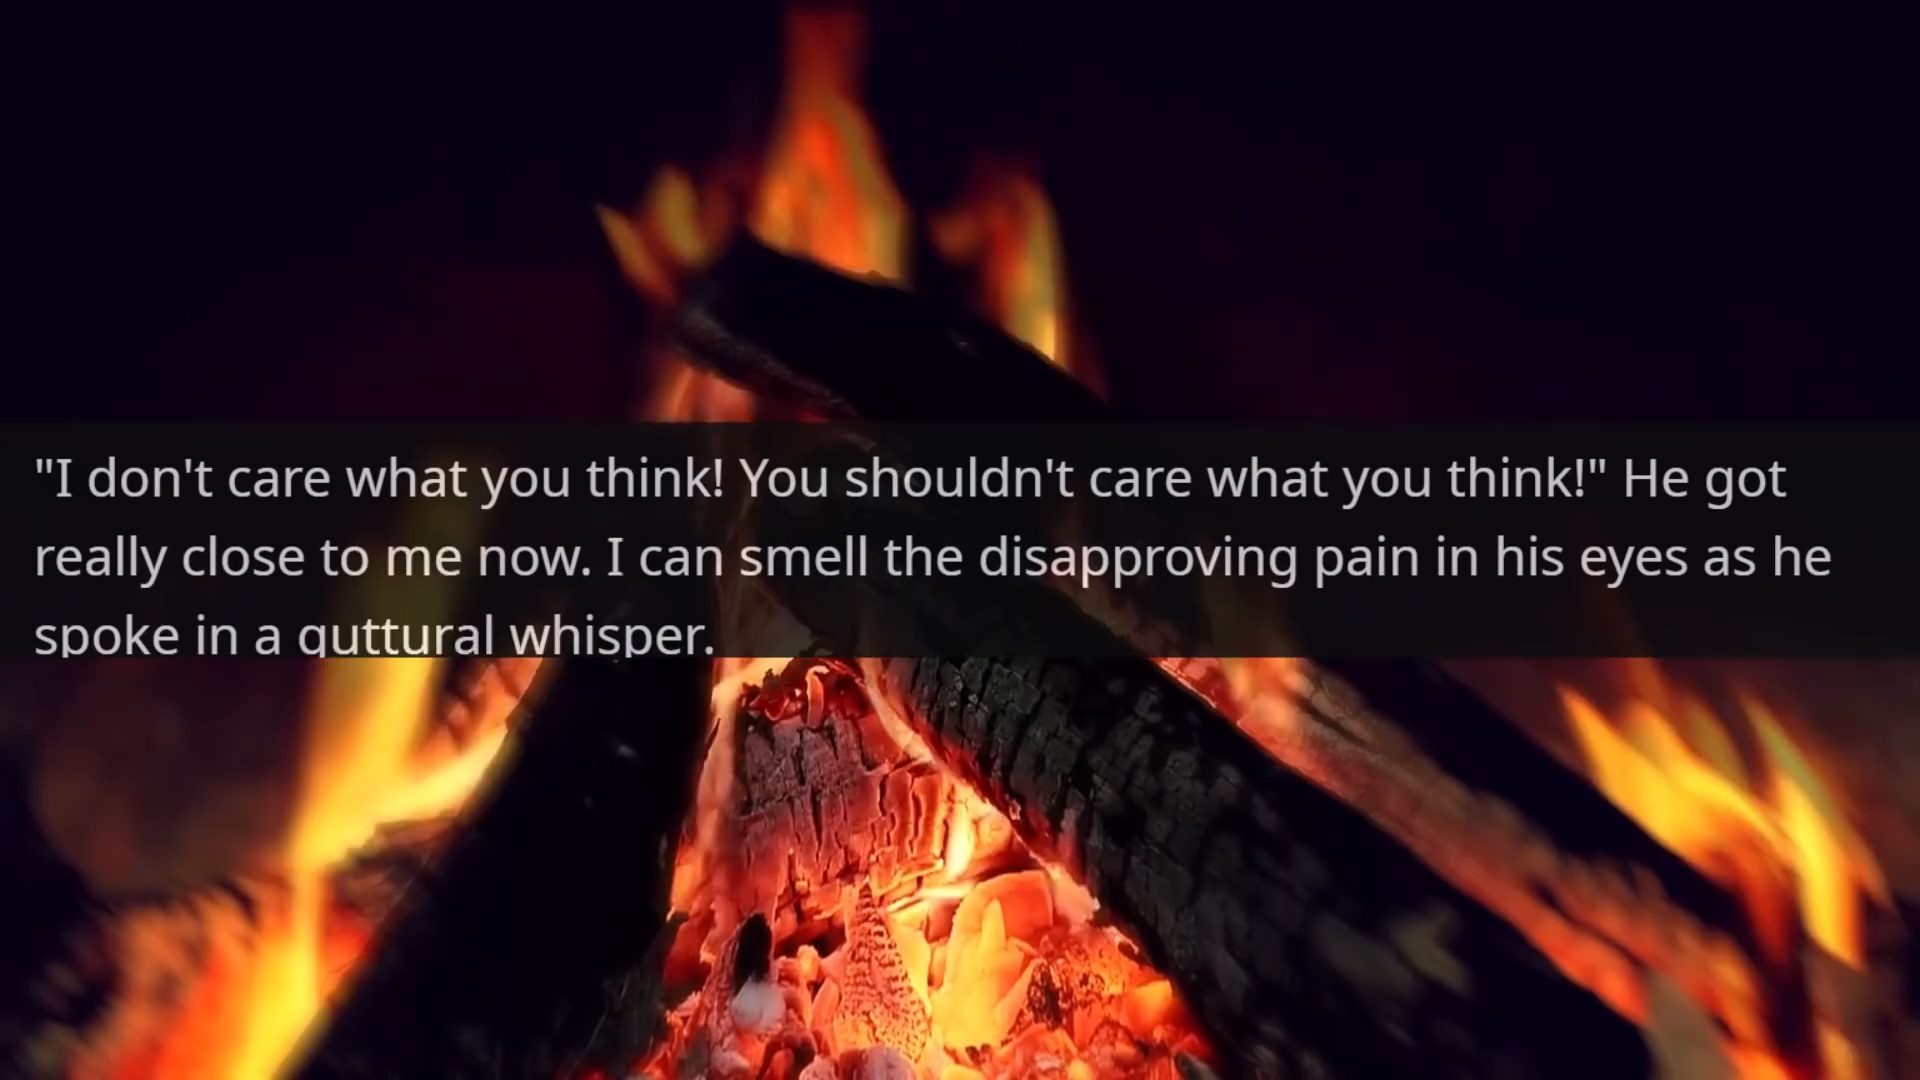 "I don't care what you think! You shouldn't care what you think!" He got
really close to me now. I can smell the disapproving pain in his eyes as he
spoke in a guttural whisper.